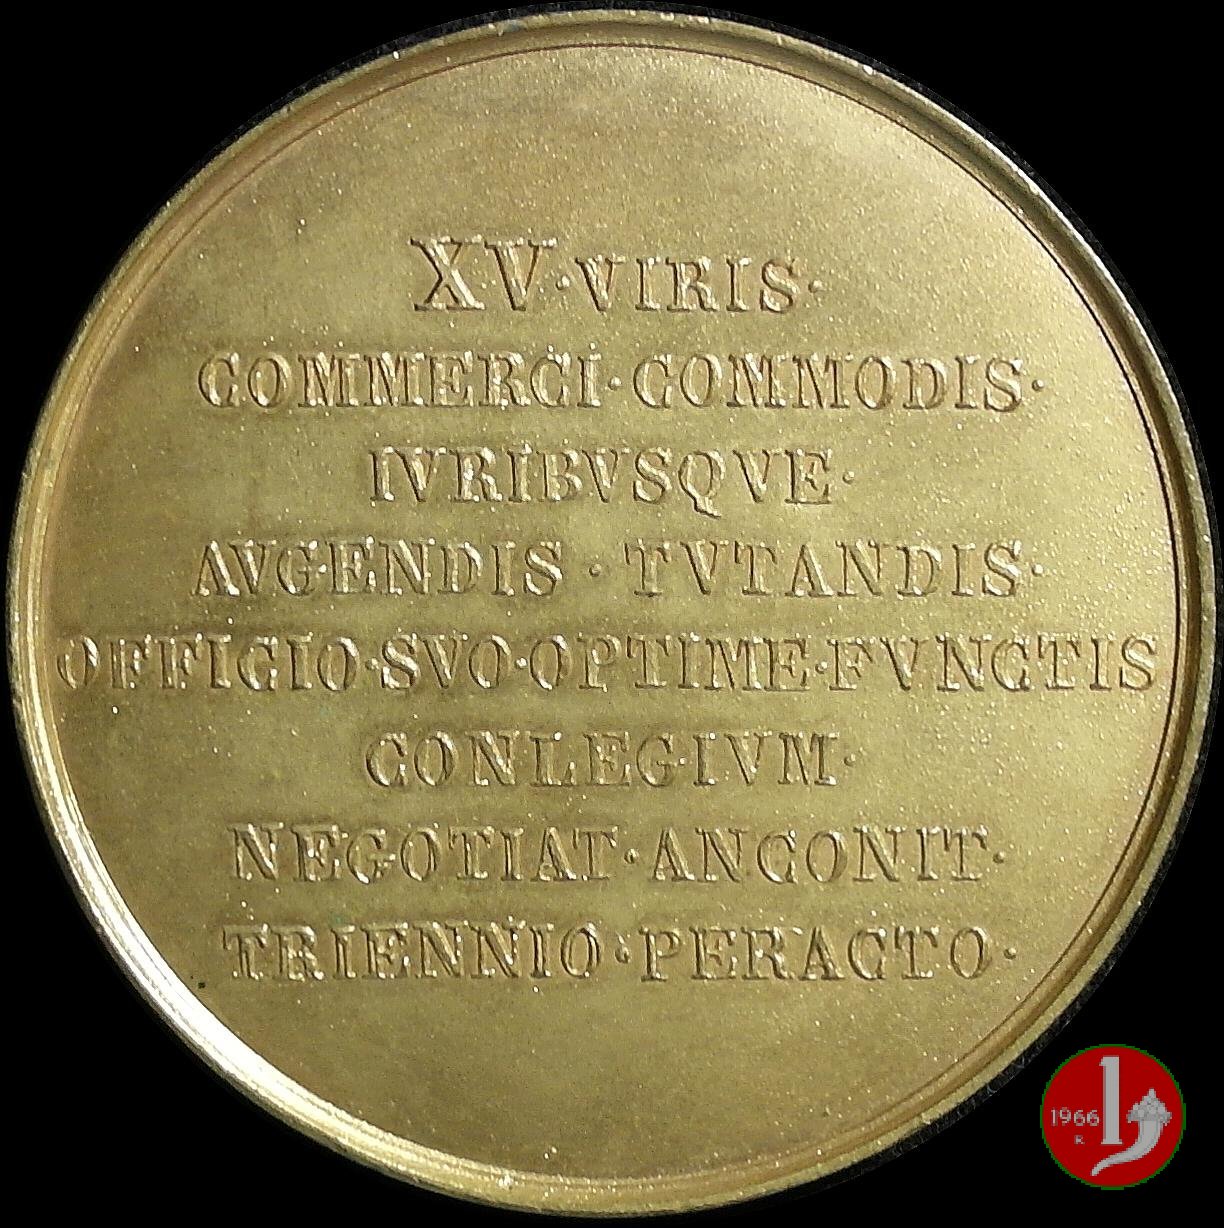 XV·VIRIS·
COMMERCI·COMMODIS·
IVRIBVSQVE·
AVGENDIS·TVTANDIS·
OFFICIO·SVO·OPTIME·FVNCTIS
CONLEGIVM·
NEGOTIAT·ANCONIT·
TRIENNIO·PERACTO·
1966
R